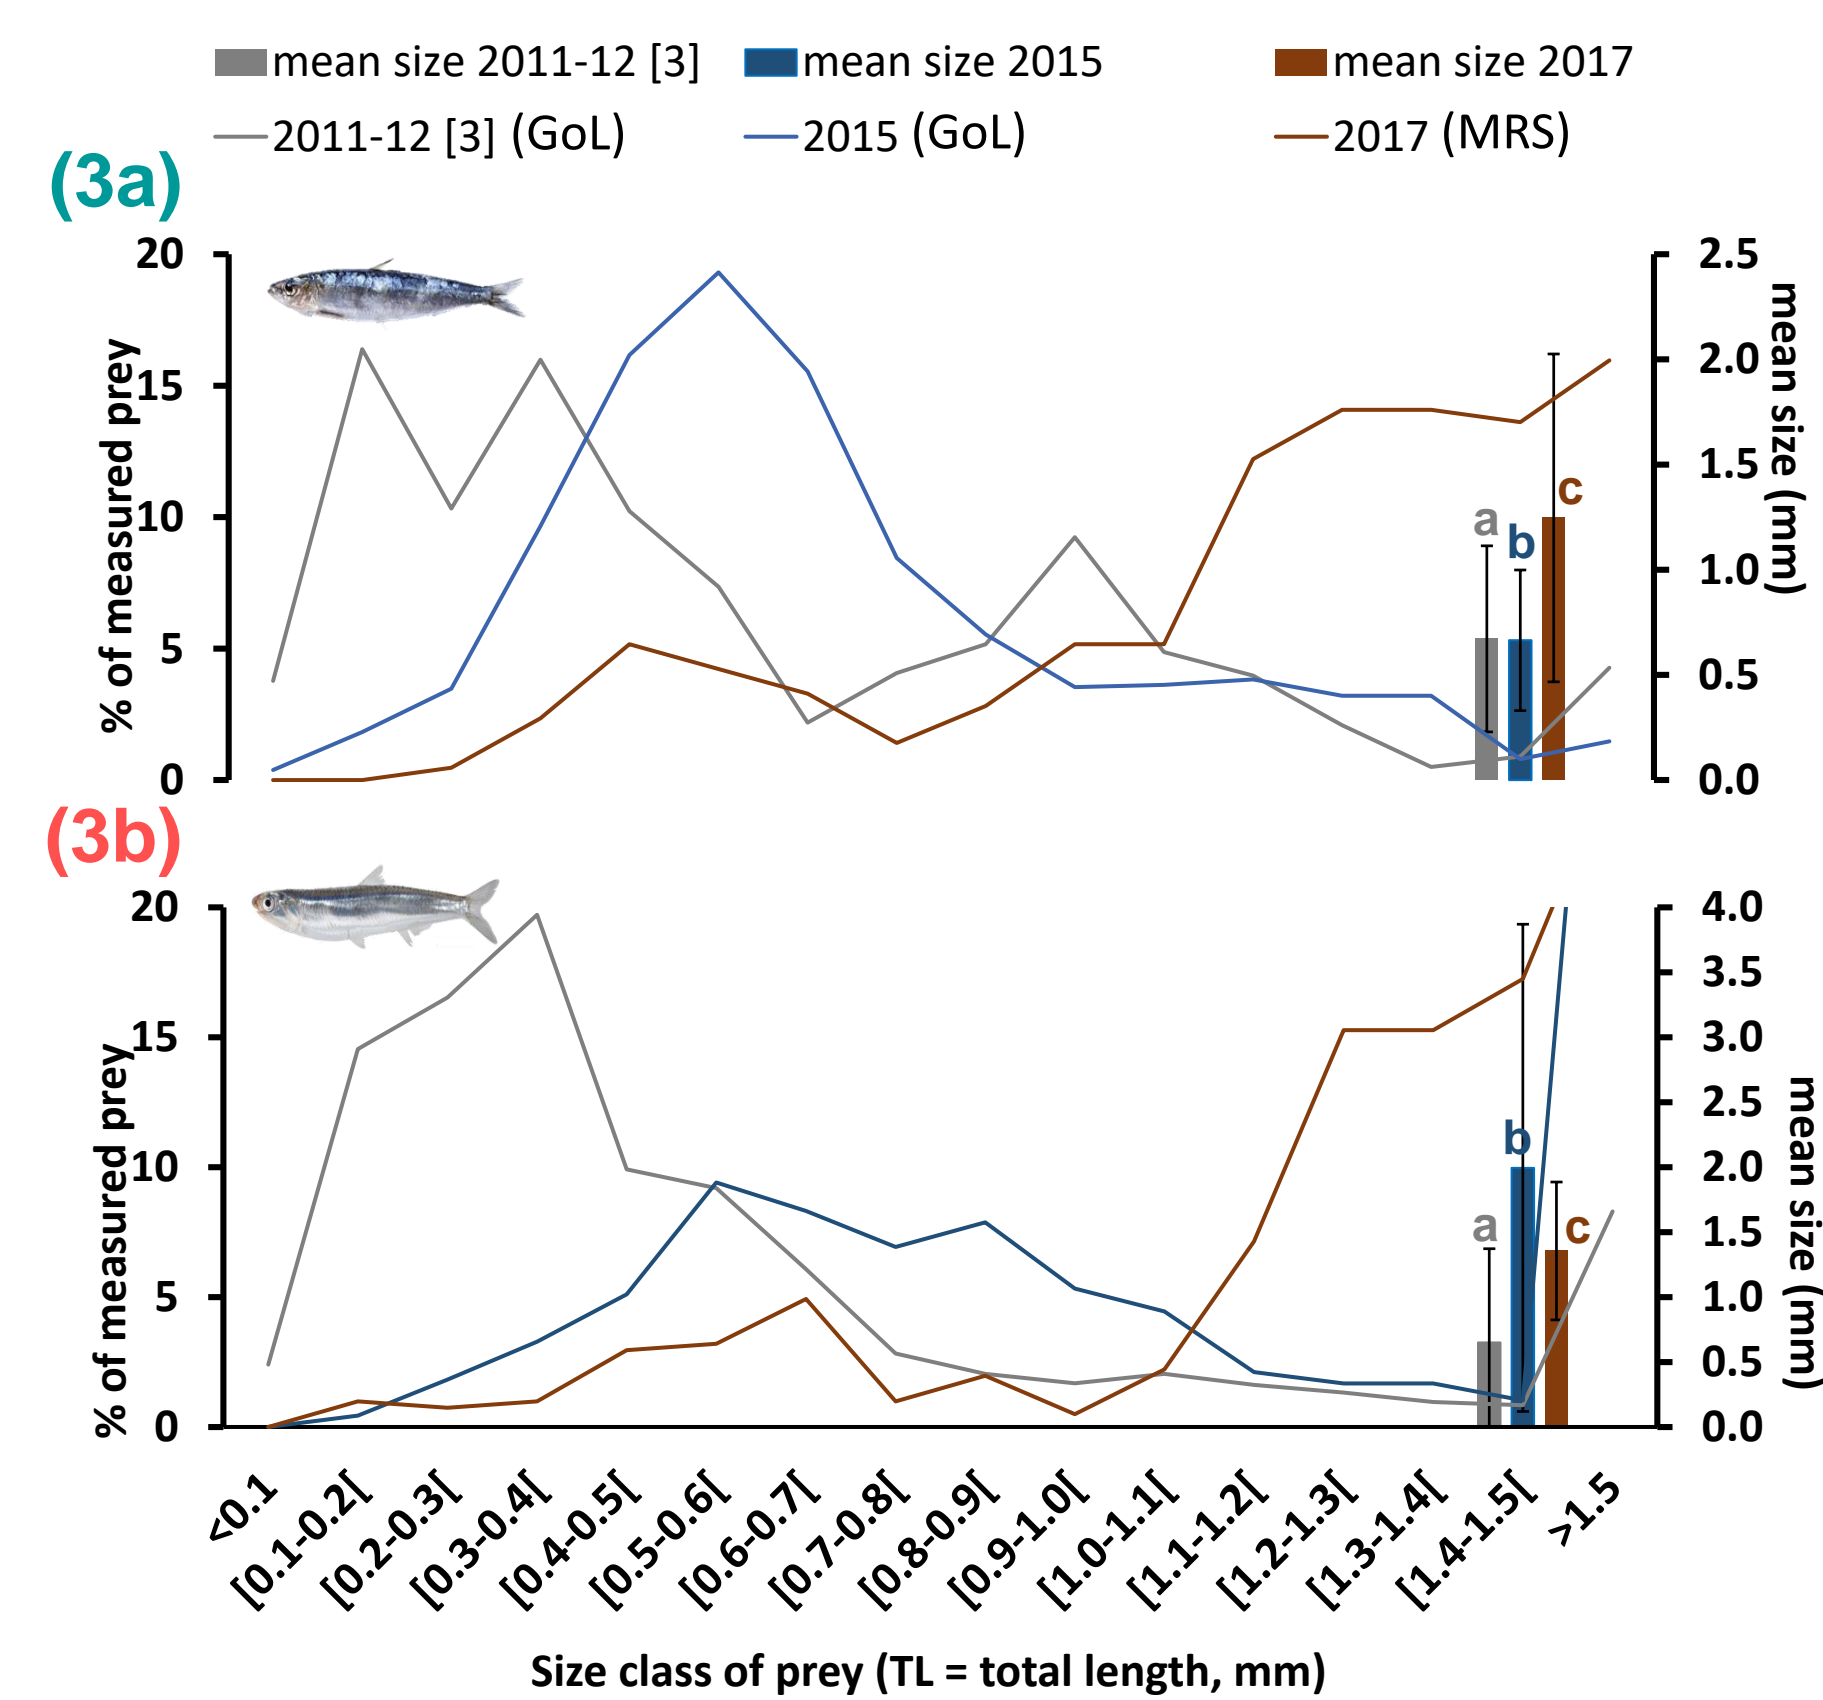 mean size 2011-12 [3] mean size 2015 mean size 2017
2011-12 [3] (GoL) 2015 (GoL) 2017 (MRS)
(3a)
% of measured prey
20
15
10
5
0
a b c
2.5
2.0
1.5
1.0
0.5
0.0
mean size (mm)
(3b)
% of measured prey
20
15
10
5
0
a b c
4.0
3.5
3.0
2.5
2.0
1.5
1.0
0.5
0.0
mean size (mm)
<0.1 [0.1-0.2[ [0.2-0.3[ [0.3-0.4[ [0.4-0.5[ [0.5-0.6[ [0.6-0.7[ [0.7-0.8[ [0.8-0.9[ [0.9-1.0[ [1.0-1.1[ [1.1-1.2[ [1.2-1.3[ [1.3-1.4[ [1.4-1.5[ >1.5
Size class of prey (TL = total length, mm)